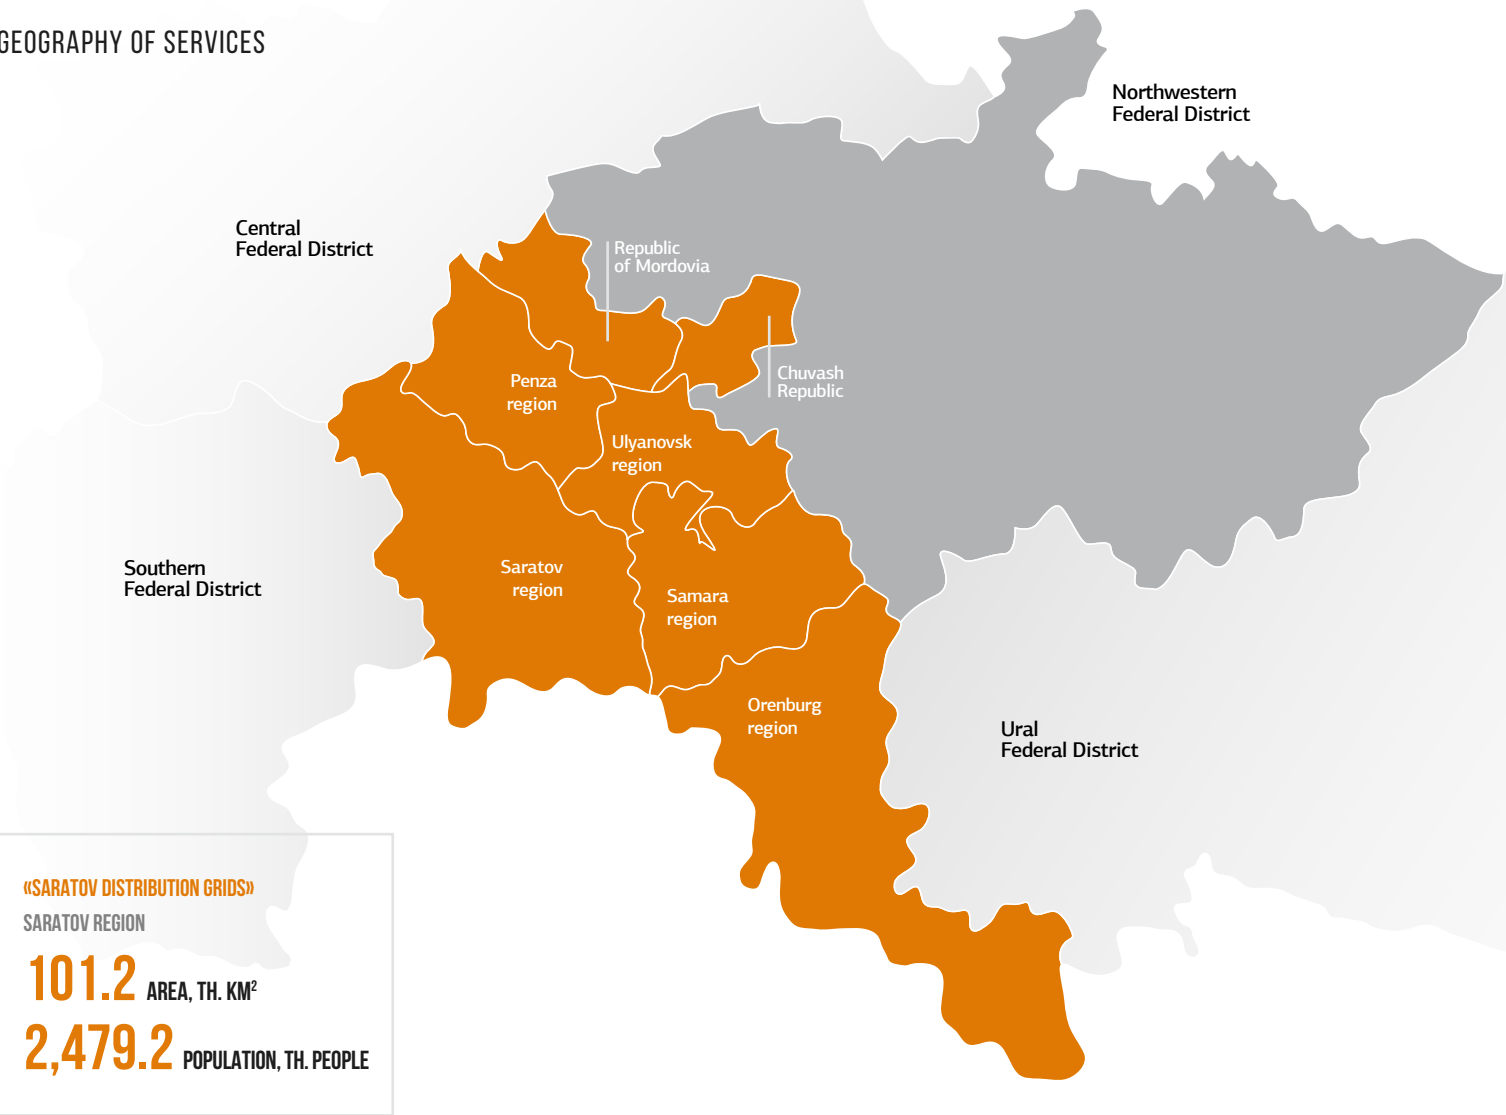 GEOGRAPHY OF SERVICES
Northwestern
Federal District
Central
Federal District
Republic
of Mordovia
Chuvash
Republic
Penza
region
Ulyanovsk
region
Southern
Federal District
Saratov
region
Samara
region
Orenburg
region
Ural
Federal District
«SARATOV DISTRIBUTION GRIDS»
SARATOV REGION
101.2 AREA, TH. KM²
2,479.2 POPULATION, TH. PEOPLE